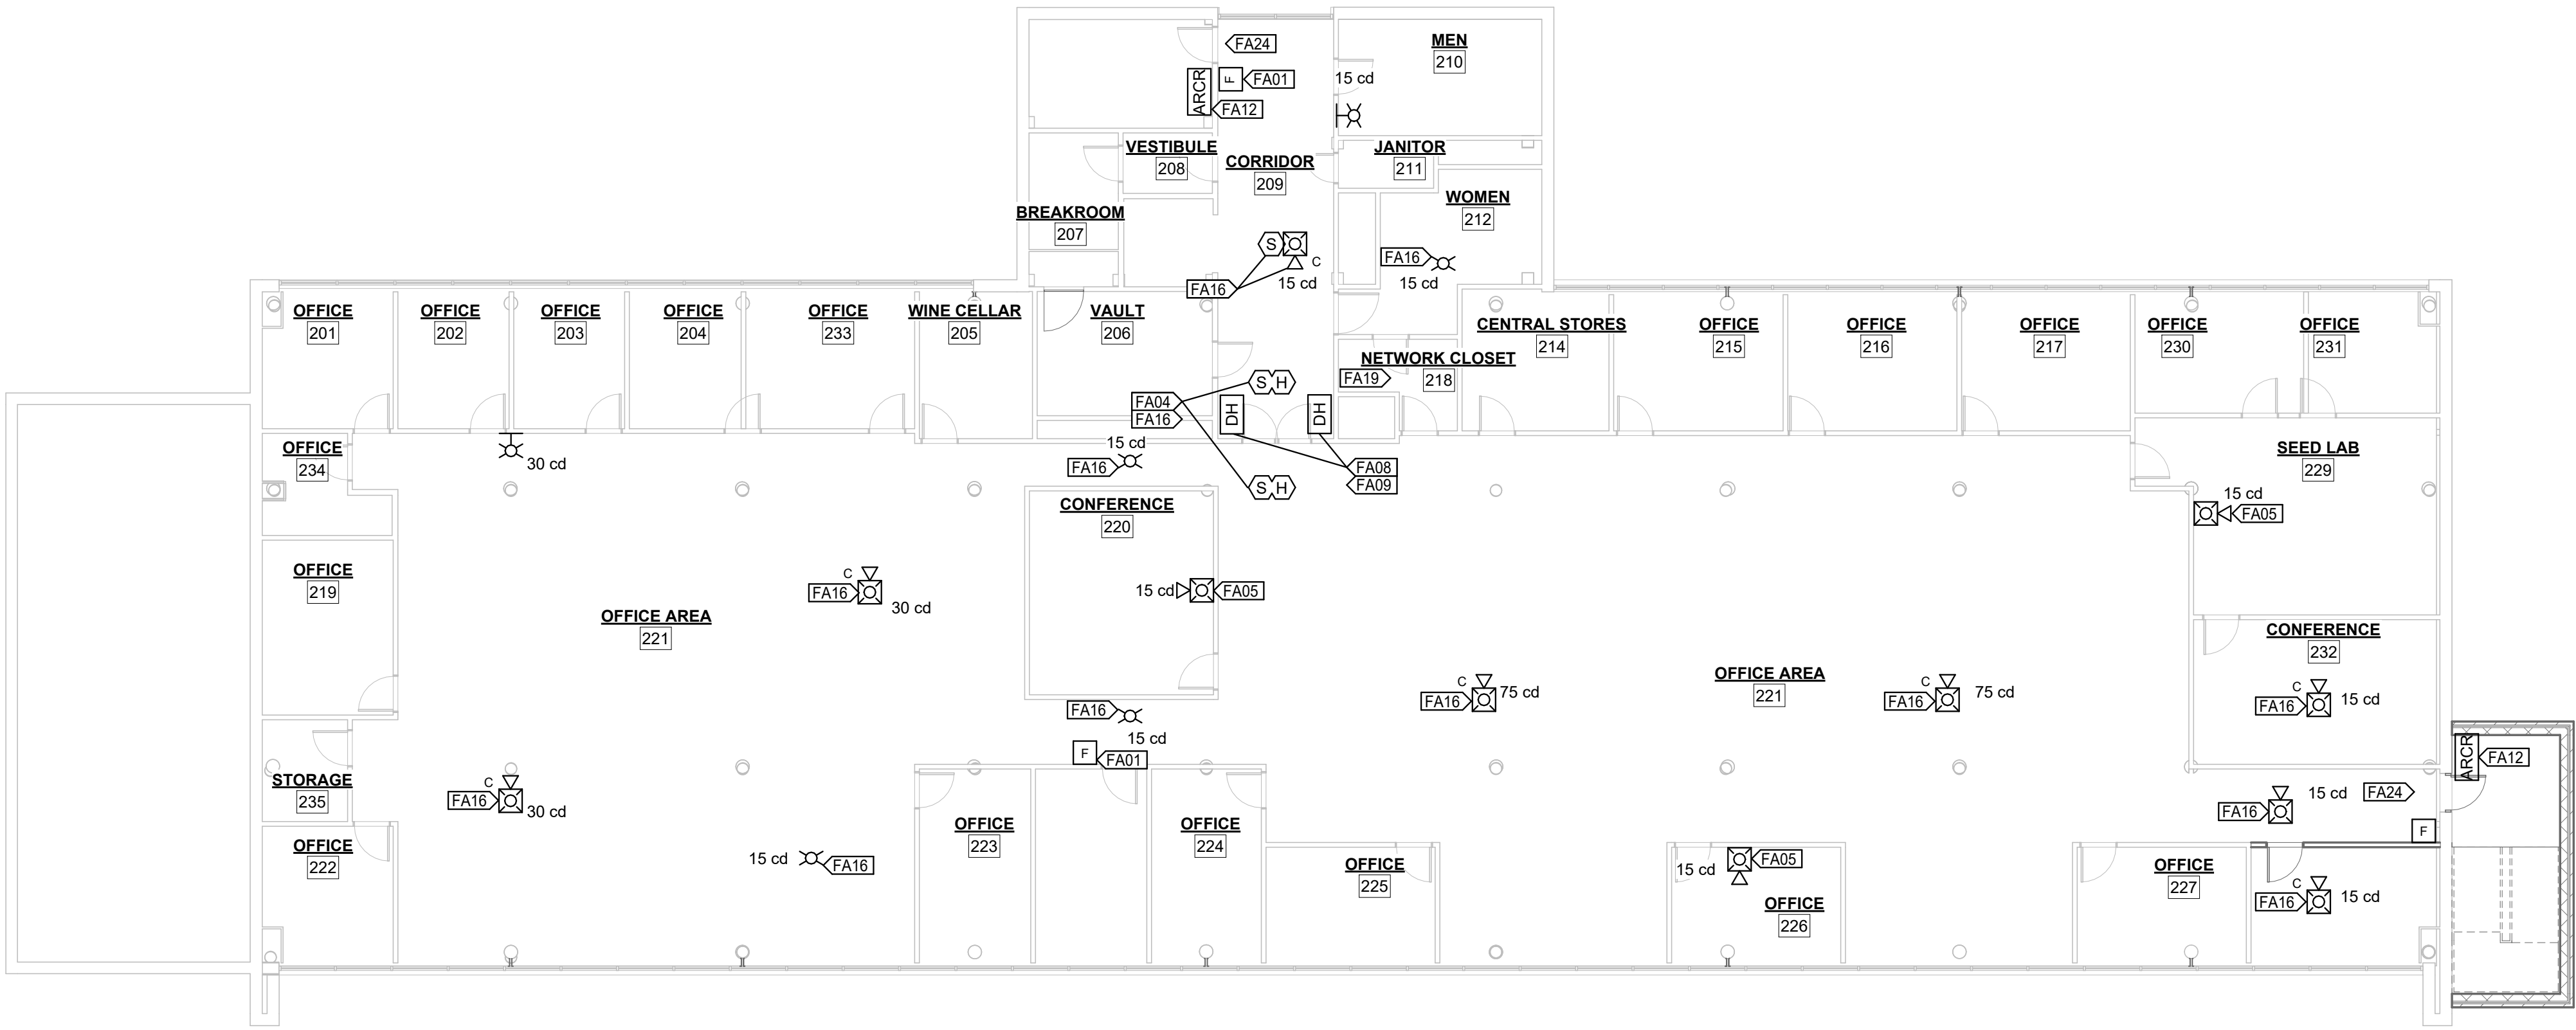 FA24
F
FA01
ARCR
FA12
MEN
210
15 cd
VESTIBULE
208
CORRIDOR
209
JANITOR
211
WOMEN
212
BREAKROOM
207
S
C
FA16
15 cd
FA16
15 cd
OFFICE
201
OFFICE
202
OFFICE
203
OFFICE
204
OFFICE
233
WINE CELLAR
205
VAULT
206
CENTRAL STORES
214
OFFICE
215
OFFICE
216
OFFICE
217
OFFICE
230
OFFICE
231
NETWORK CLOSET
218
FA19
S H
FA04
FA16
DH
DH
15 cd
FA16
FA08
FA09
S H
OFFICE
234
30 cd
SEED LAB
229
15 cd
FA05
CONFERENCE
220
OFFICE
219
C
FA16
30 cd
15 cd
FA05
OFFICE AREA
221
OFFICE AREA
221
C
FA16
75 cd
C
FA16
75 cd
CONFERENCE
232
C
FA16
15 cd
FA16
15 cd
F
FA01
ARCR
FA12
STORAGE
235
C
FA16
30 cd
FA16
15 cd
FA24
F
OFFICE
222
15 cd
FA16
OFFICE
223
OFFICE
224
OFFICE
225
15 cd
FA05
OFFICE
226
OFFICE
227
C
FA16
15 cd